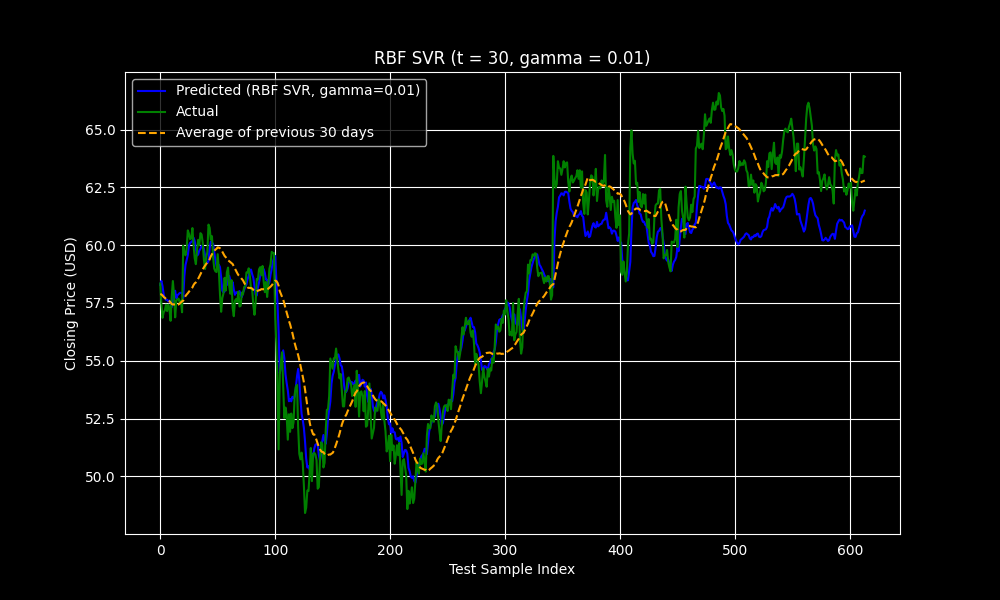 RBF SVR (t = 30, gamma = 0.01)
Predicted (RBF SVR, gamma=0.01)
Actual
Average of previous 30 days
Closing Price (USD)
65.0
62.5
60.0
57.5
55.0
52.5
50.0
0 100 200 300 400 500 600
Test Sample Index